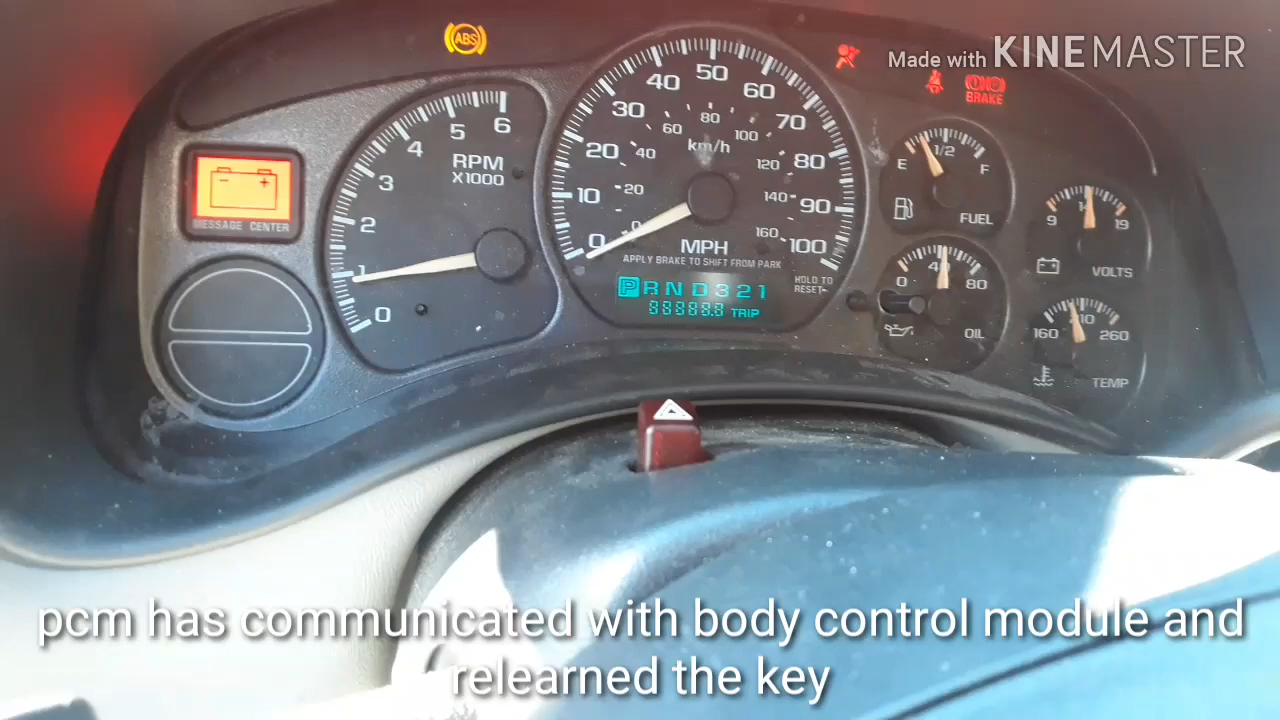 ABS
Made with KINEMASTER
BRAKE
MESSAGE CENTER
0 1 2 3 4 5 6
RPM
X1000
0 10 20 30 40 50 60 70 80 90 100
20 40 60 80 100 120 140 160
km/h
MPH
APPLY BRAKE TO SHIFT FROM PARK
PRND321
HOLD TO
RESET
888888 TRIP
E 1/2 F
FUEL
0 40 80
OIL
9 14 19
VOLTS
160 210 260
TEMP
pcm has communicated with body control module and
relearned the key